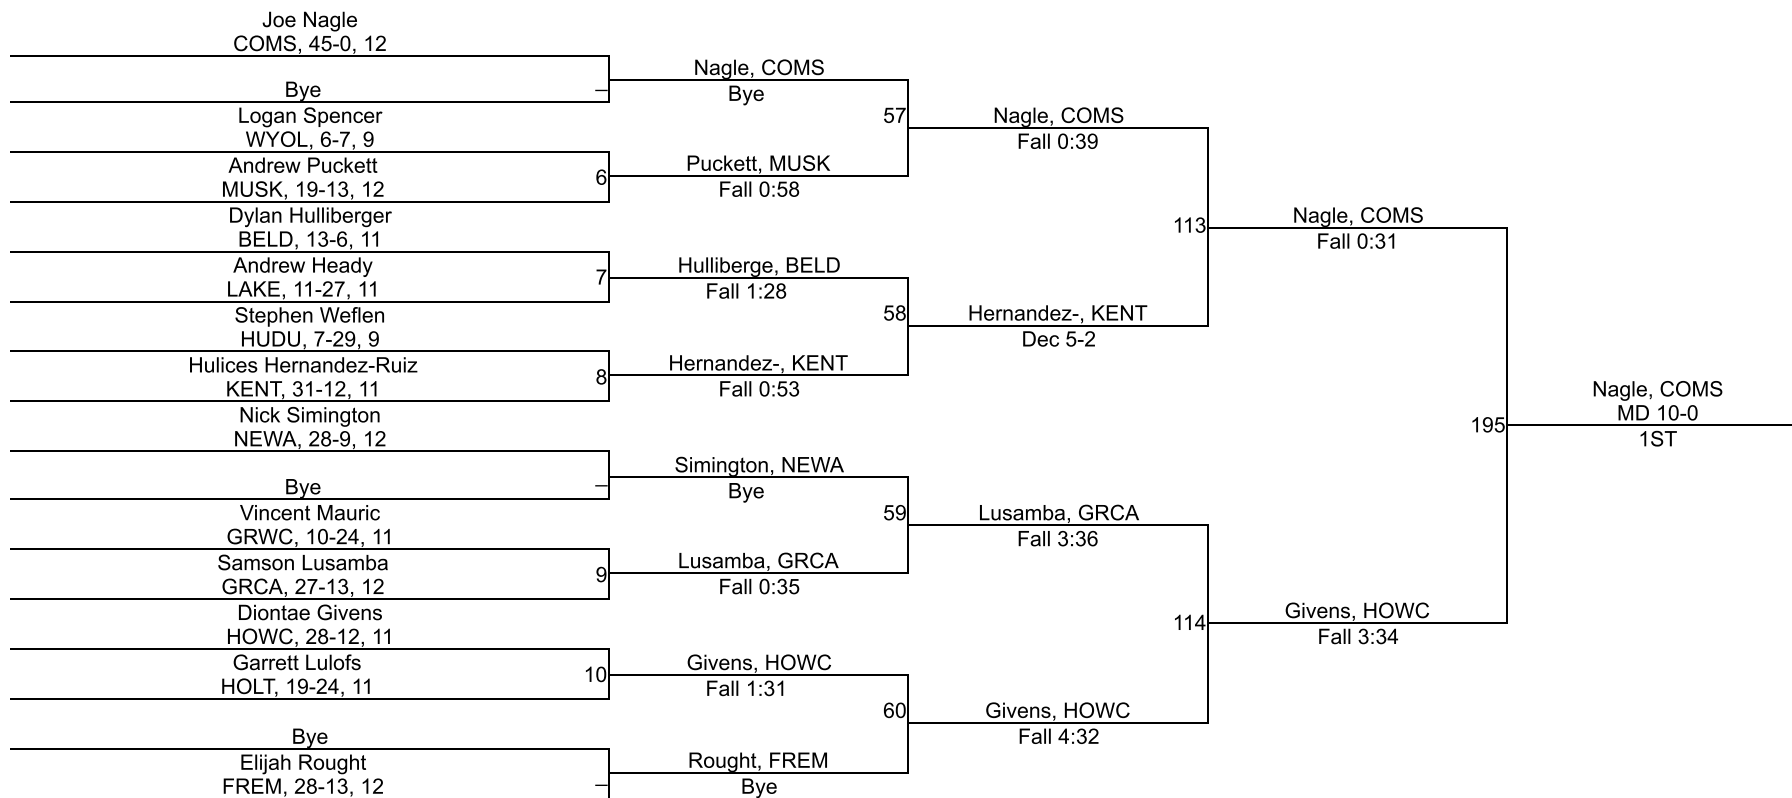 Joe Nagle
COMS, 45-0, 12
Bye
–
Logan Spencer
WYOL, 6-7, 9
Andrew Puckett
MUSK, 19-13, 12
6
Dylan Hulliberger
BELD, 13-6, 11
Andrew Heady
LAKE, 11-27, 11
7
Stephen Weflen
HUDU, 7-29, 9
Hulices Hernandez-Ruiz
KENT, 31-12, 11
8
Nick Simington
NEWA, 28-9, 12
Bye
–
Vincent Mauric
GRWC, 10-24, 11
Samson Lusamba
GRCA, 27-13, 12
9
Diontae Givens
HOWC, 28-12, 11
Garrett Lulofs
HOLT, 19-24, 11
10
Bye
Elijah Rought
FREM, 28-13, 12
–
Nagle, COMS
Bye
57
Puckett, MUSK
Fall 0:58
Hulliberge, BELD
Fall 1:28
58
Hernandez-, KENT
Fall 0:53
Simington, NEWA
Bye
59
Lusamba, GRCA
Fall 0:35
Givens, HOWC
Fall 1:31
60
Rought, FREM
Bye
Nagle, COMS
Fall 0:39
113
Hernandez-, KENT
Dec 5-2
Lusamba, GRCA
Fall 3:36
114
Givens, HOWC
Fall 4:32
Nagle, COMS
Fall 0:31
195
Givens, HOWC
Fall 3:34
Nagle, COMS
MD 10-0
1ST